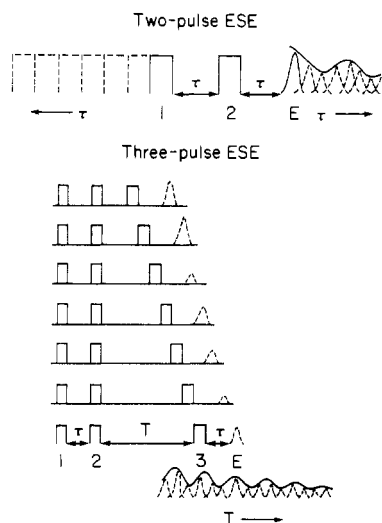 Two-pulse ESE
← τ
τ τ
1 2 E τ →
Three-pulse ESE
τ T τ
1 2 3 E
T →